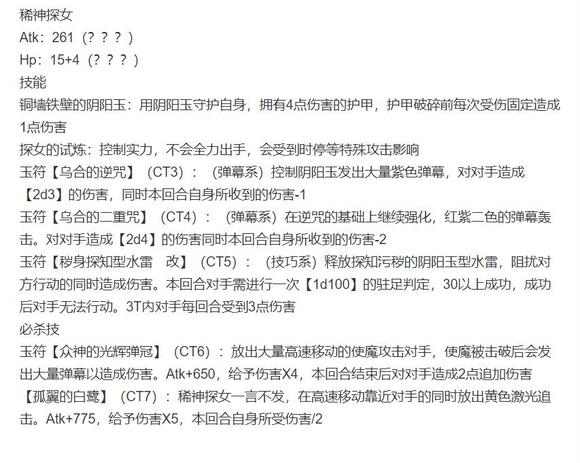 稀神探女
Atk：261（？？？）
Hp：15+4（？？？）
技能
铜墙铁壁的阴阳玉：用阴阳玉守护自身，拥有4点伤害的护甲，护甲破碎前每次受伤固定造成
1点伤害
探女的试炼：控制实力，不会全力出手，会受到时停等特殊攻击影响
玉符【乌合的逆咒】（CT3）：（弹幕系）控制阴阳玉发出大量紫色弹幕，对对手造成
【2d3】的伤害，同时本回合自身所收到的伤害-1
玉符【乌合的二重咒】（CT4）：（弹幕系）在逆咒的基础上继续强化，红紫二色的弹幕轰
击。对对手造成【2d4】的伤害同时本回合自身所收到的伤害-2
玉符【秽身探知型水雷　改】（CT5）：（技巧系）释放探知污秽的阴阳玉型水雷，阻扰对
方行动的同时造成伤害。本回合对手需进行一次【1d100】的驻足判定，30以上成功，成功
后对手无法行动。3T内对手每回合受到3点伤害
必杀技
玉符【众神的光辉弹冠】（CT6）：放出大量高速移动的使魔攻击对手，使魔被击破后会发
出大量弹幕以造成伤害。Atk+650，给予伤害X4，本回合结束后对对手造成2点追加伤害
【孤翼的白鹭】（CT7）：稀神探女一言不发，在高速移动靠近对手的同时放出黄色激光追
击。Atk+775，给予伤害X5，本回合自身所受伤害/2